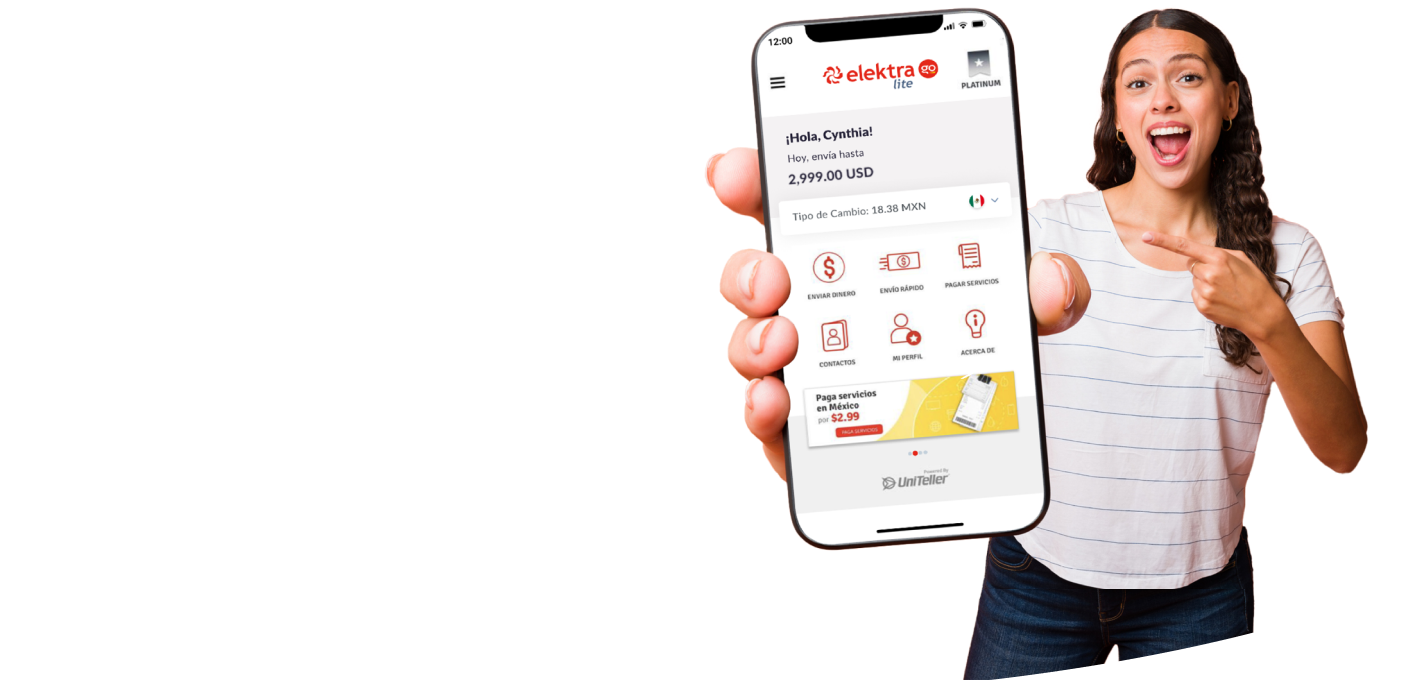 12:00
elektra go
lite
PLATINUM
¡Hola, Cynthia!
Hoy, envía hasta
2,999.00 USD
Tipo de Cambio: 18.38 MXN
ENVIAR DINERO
ENVÍO RÁPIDO
PAGAR SERVICIOS
CONTACTOS
MI PERFIL
ACERCA DE
Paga servicios
en México
por $2.99
PAGA SERVICIOS
Powered By
UniTeller